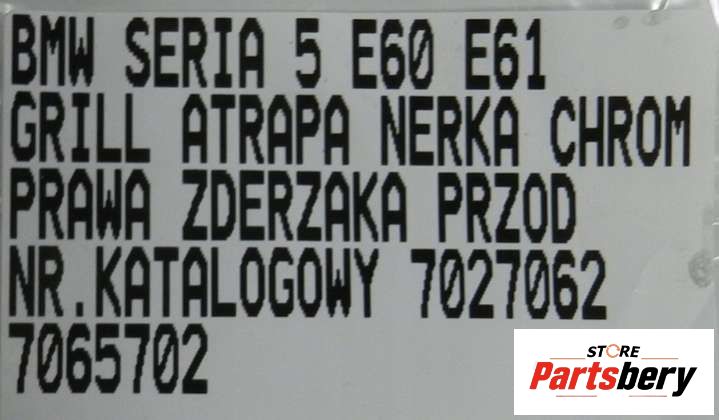 BMW SERIA 5 E60 E61
GRILL ATRAPA NERKA CHROM
PRAWA ZDERZAKA PRZOD
NR.KATALOGOWY 7027062
7065702
STORE
Partsbery